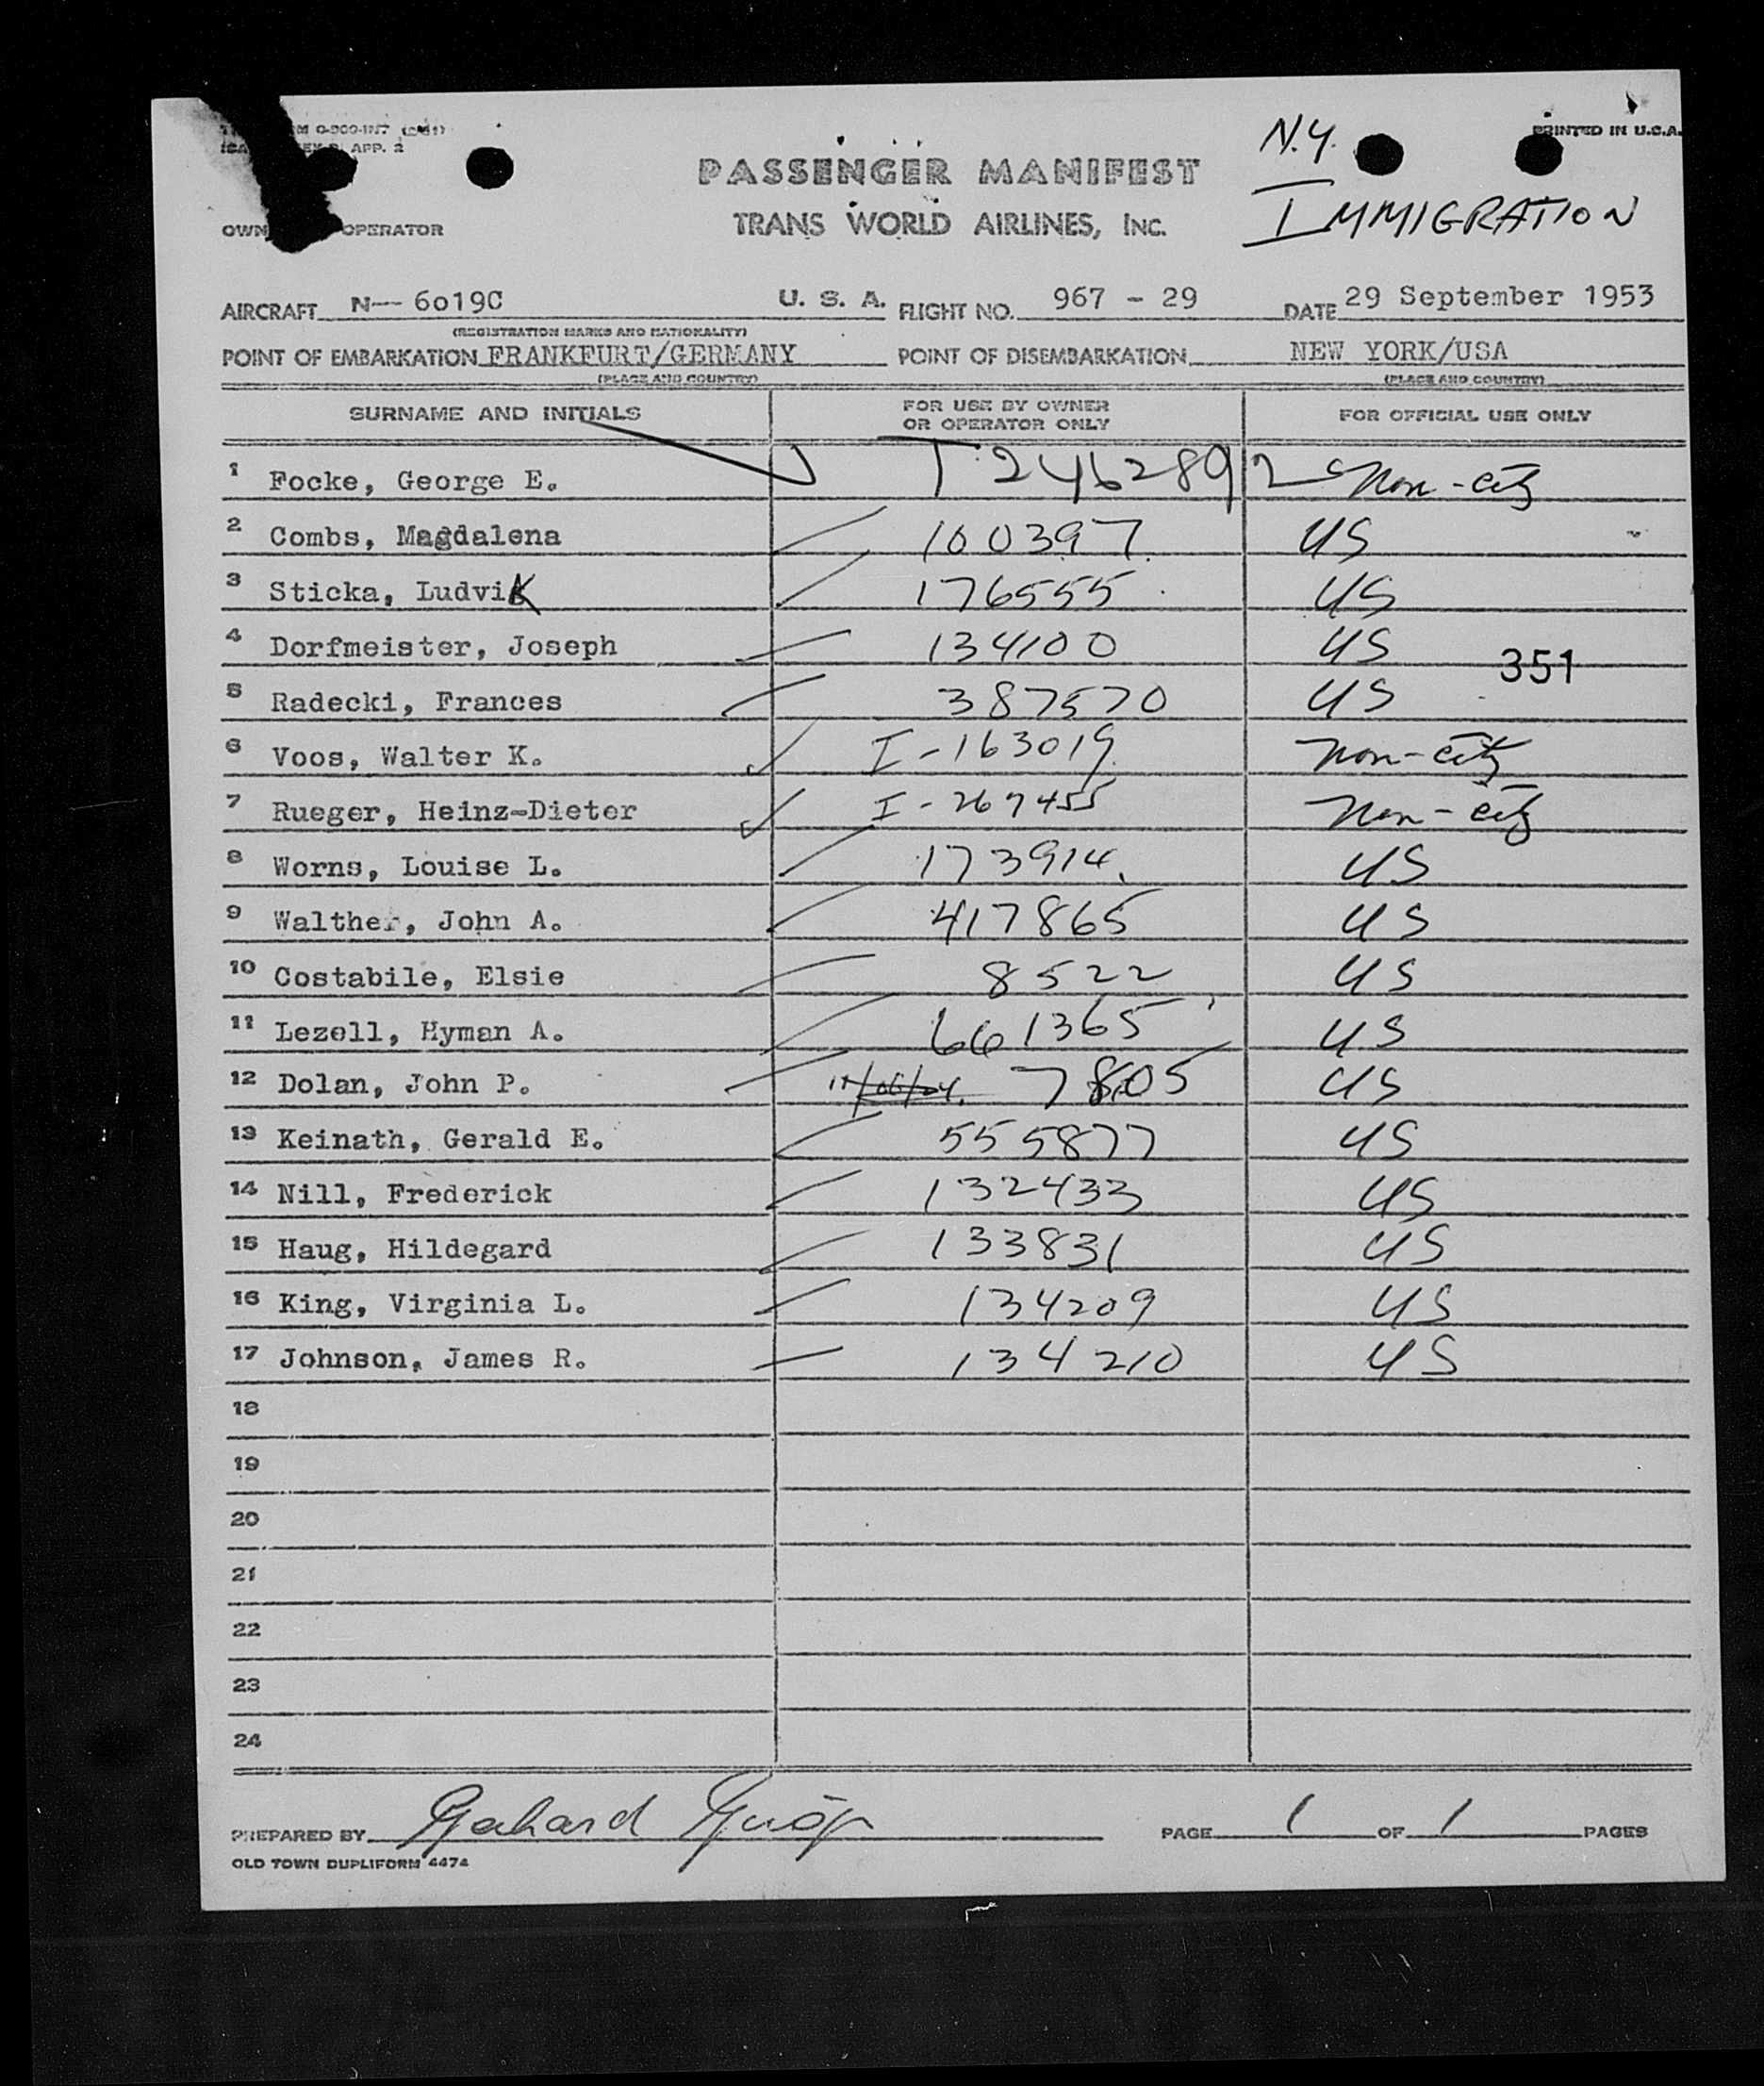 N.Y.
PRINTED IN U.S.A.
APP. 2
PASSENGER MANIFEST
IMMIGRATION
TRANS WORLD AIRLINES, INC.
OPERATOR
AIRCRAFT N-- 6019C U. S. A. FLIGHT NO. 967 - 29 DATE 29 September 1953
(REGISTRATION MARKS AND NATIONALITY)
POINT OF EMBARKATION FRANKFURT/GERMANY POINT OF DISEMBARKATION NEW YORK/USA
(PLACE AND COUNTRY) (PLACE AND COUNTRY)
SURNAME AND INITIALS FOR USE BY OWNER OR OPERATOR ONLY FOR OFFICIAL USE ONLY
1 Focke, George E. T 2462892 Non-citz
2 Combs, Magdalena 100397 US
3 Sticka, Ludvik 176555 US
4 Dorfmeister, Joseph 134100 US
351
5 Radecki, Frances 387570 US
6 Voos, Walter K. I-163019 non-citz
7 Rueger, Heinz-Dieter I-267455 Non-citz
8 Worns, Louise L. 173914 US
9 Walther, John A. 417865 US
10 Costabile, Elsie 8522 US
11 Lezell, Hyman A. 661365 US
12 Dolan, John P. 7805 US
13 Keinath, Gerald E. 555877 US
14 Nill, Frederick 132433 US
15 Haug, Hildegard 133831 US
16 King, Virginia L. 134209 US
17 Johnson, James R. 134210 US
18
19
20
21
22
23
24
PREPARED BY PAGE 1 OF 1 PAGES
OLD TOWN DUPLIFORM 4474